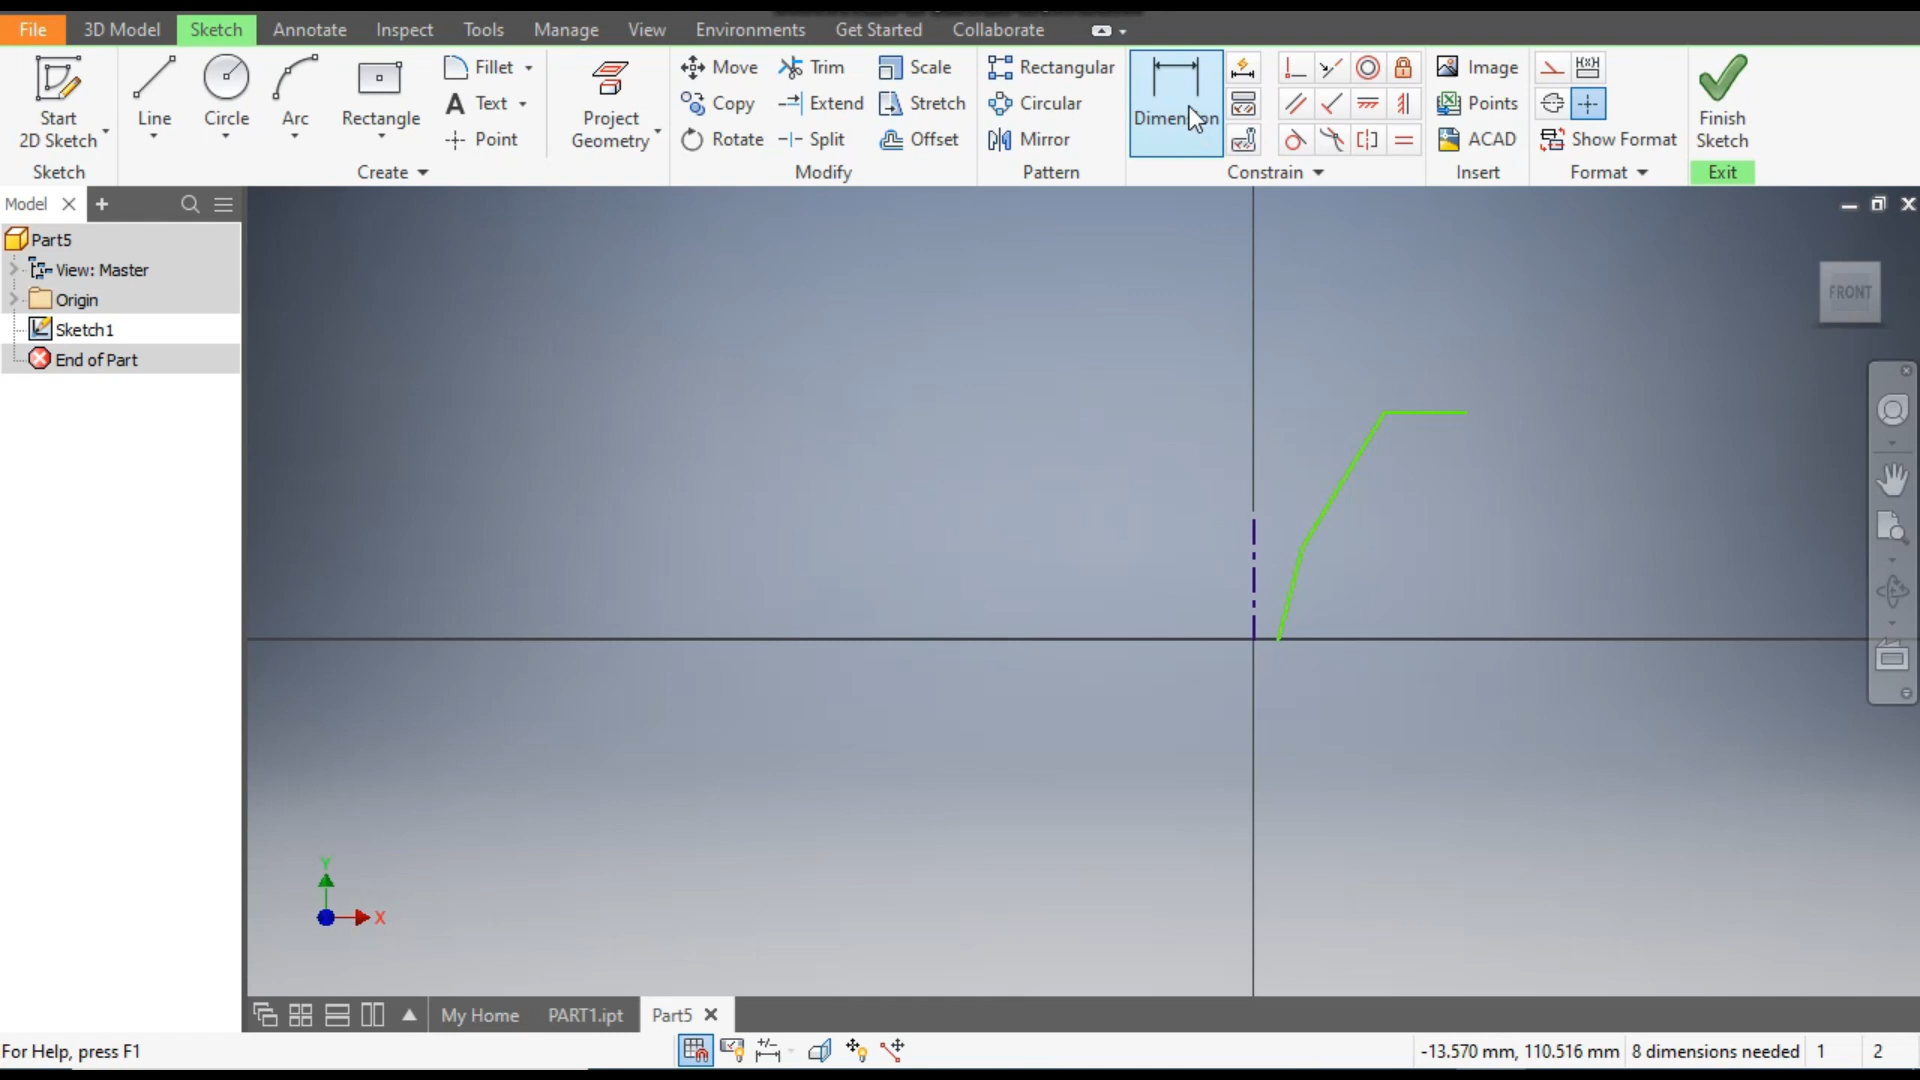 File 3D Model Sketch Annotate Inspect Tools Manage View Environments Get Started Collaborate
Start
2D Sketch
Line
Circle
Arc
Rectangle
Fillet
Text
Point
Project
Geometry
Move
Copy
Rotate
Trim
Extend
Split
Scale
Stretch
Offset
Rectangular
Circular
Mirror
Dimension
Image
Points
ACAD
Show Format
Finish
Sketch
Sketch Create Modify Pattern Constrain Insert Format Exit
Model
Part5
View: Master
Origin
Sketch1
End of Part
FRONT
Y
X
My Home PART1.ipt Part5
For Help, press F1
-13.570 mm, 110.516 mm 8 dimensions needed 1 2